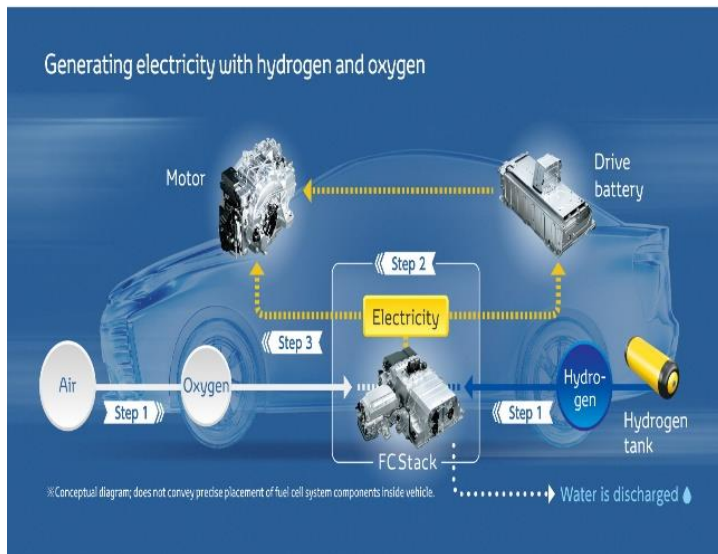 Generating electricity with hydrogen and oxygen
Motor
Drive
battery
Step 2
Electricity
Step 3
Air
Oxygen
Step 1
Step 1
Hydro-
gen
Hydrogen
tank
FC Stack
※Conceptual diagram; does not convey precise placement of fuel cell system components inside vehicle.
Water is discharged